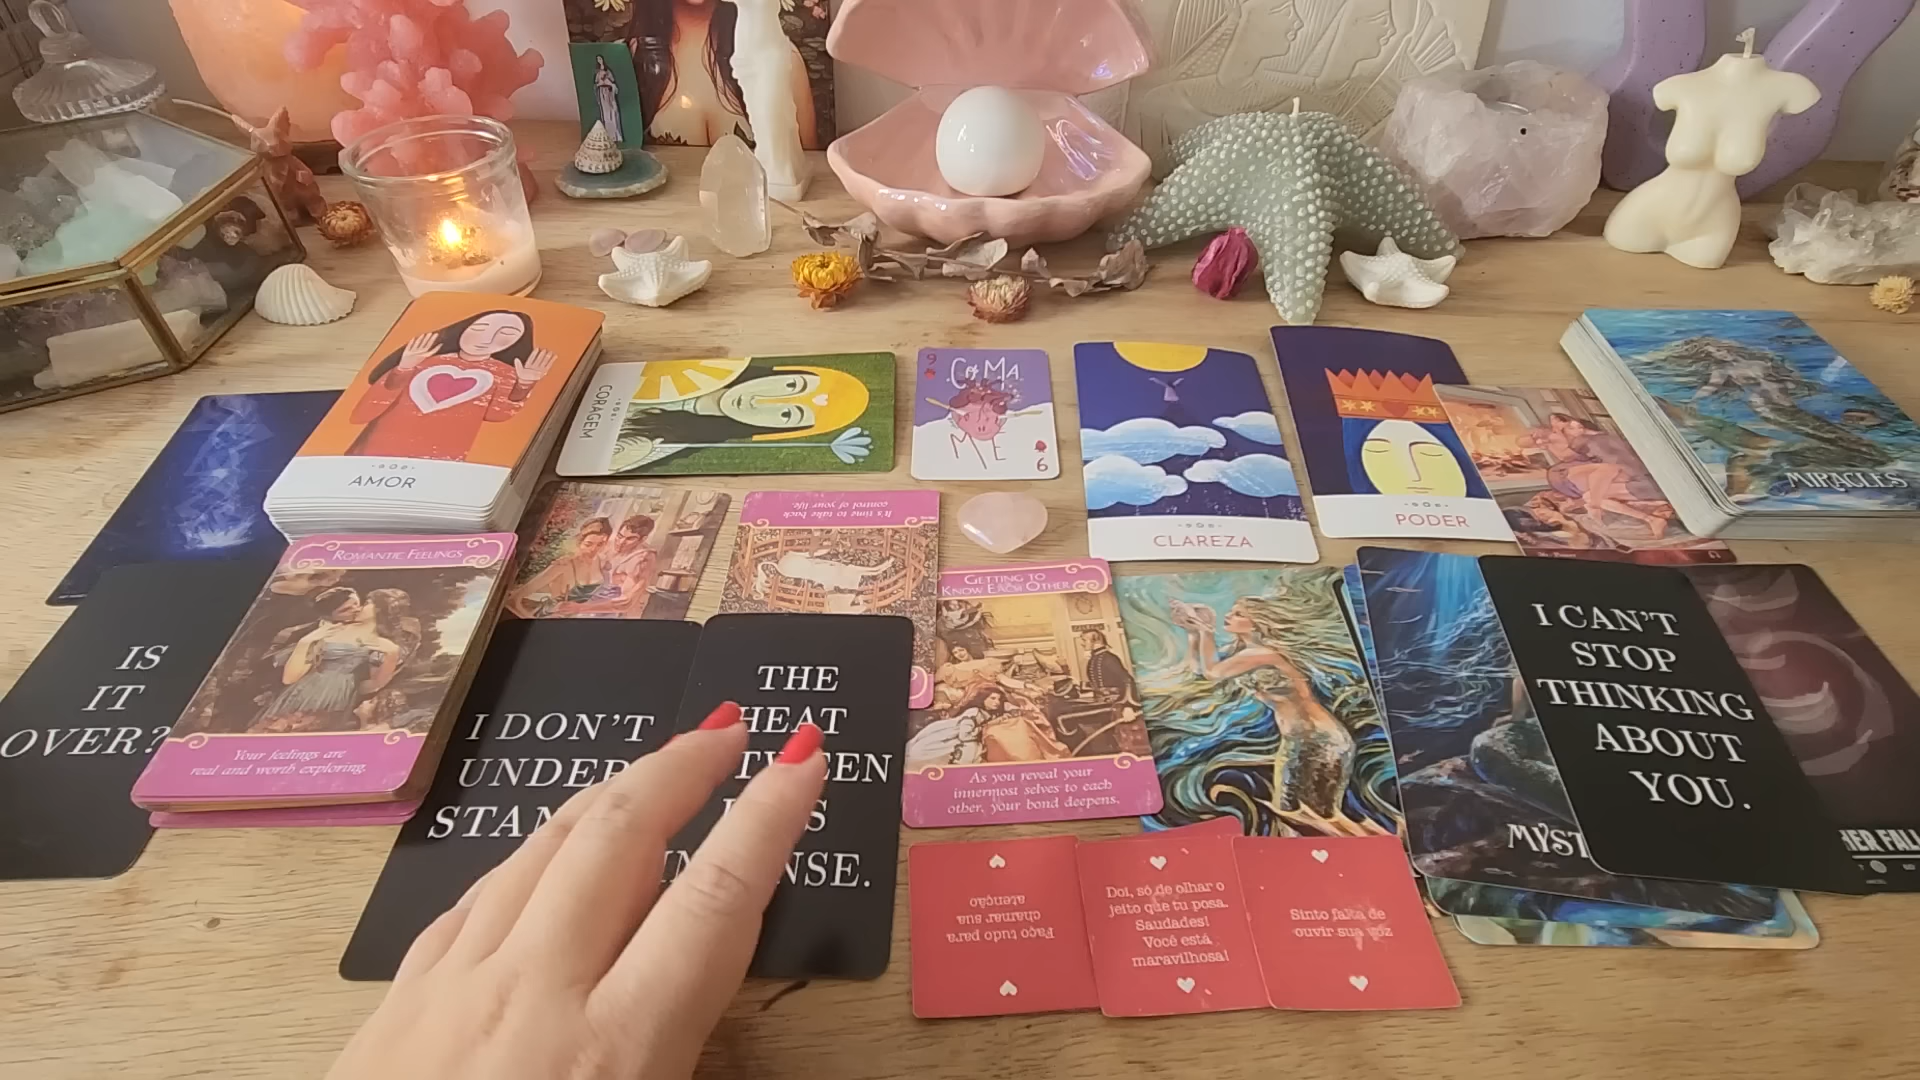 AMOR
CORAGEM
9
COMA
ME
9
CLAREZA
PODER
MIRACLES
ROMANTIC FEELINGS
Your feelings are
real and worth exploring.
It's time to take back
control of your life.
GETTING TO
KNOW EACH OTHER
As you reveal your
innermost selves to each
other, your bond deepens.
IS
IT
OVER?
I DON'T
UNDER
STAN
THE
HEAT
TWEEN
S
NSE.
MYST
I CAN'T
STOP
THINKING
ABOUT
YOU.
HER FAL
Faço tudo para
chamar sua
atenção
Doi, só de olhar o
jeito que tu posa.
Saudades!
Você está
maravilhosa!
Sinto falta de
ouvir sua voz